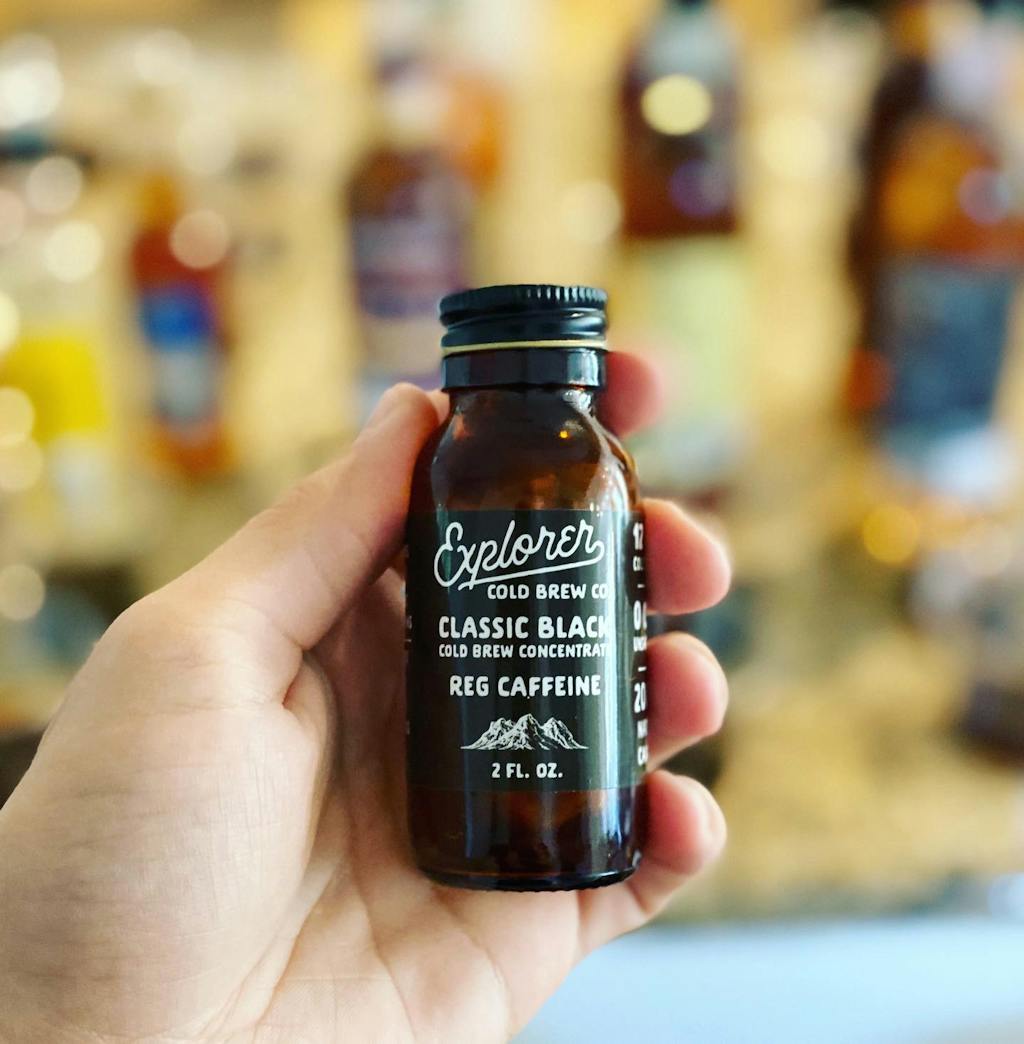 Explorer
COLD BREW CO
CLASSIC BLACK
COLD BREW CONCENTRAT
REG CAFFEINE
2 FL. OZ.